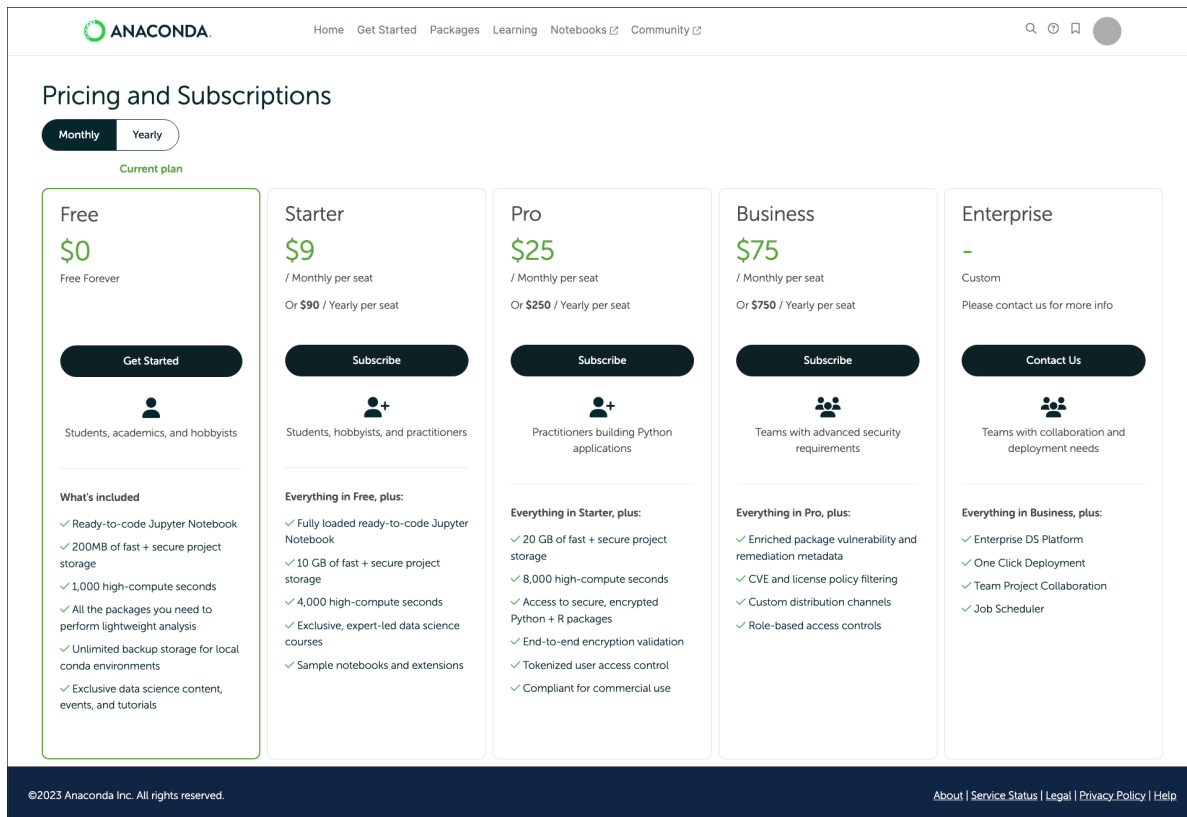 ANACONDA.
Home Get Started Packages Learning Notebooks Community
Pricing and Subscriptions
Monthly Yearly
Current plan
Free
$0
Free Forever
Get Started
Students, academics, and hobbyists
What's included
Ready-to-code Jupyter Notebook
200MB of fast + secure project
storage
1,000 high-compute seconds
All the packages you need to
perform lightweight analysis
Unlimited backup storage for local
conda environments
Exclusive data science content,
events, and tutorials
Starter
$9
/ Monthly per seat
Or $90 / Yearly per seat
Subscribe
Students, hobbyists, and practitioners
Everything in Free, plus:
Fully loaded ready-to-code Jupyter
Notebook
10 GB of fast + secure project
storage
4,000 high-compute seconds
Exclusive, expert-led data science
courses
Sample notebooks and extensions
Pro
$25
/ Monthly per seat
Or $250 / Yearly per seat
Subscribe
Practitioners building Python
applications
Everything in Starter, plus:
20 GB of fast + secure project
storage
8,000 high-compute seconds
Access to secure, encrypted
Python + R packages
End-to-end encryption validation
Tokenized user access control
Compliant for commercial use
Business
$75
/ Monthly per seat
Or $750 / Yearly per seat
Subscribe
Teams with advanced security
requirements
Everything in Pro, plus:
Enriched package vulnerability and
remediation metadata
CVE and license policy filtering
Custom distribution channels
Role-based access controls
Enterprise
-
Custom
Please contact us for more info
Contact Us
Teams with collaboration and
deployment needs
Everything in Business, plus:
Enterprise DS Platform
One Click Deployment
Team Project Collaboration
Job Scheduler
©2023 Anaconda Inc. All rights reserved.
About | Service Status | Legal | Privacy Policy | Help